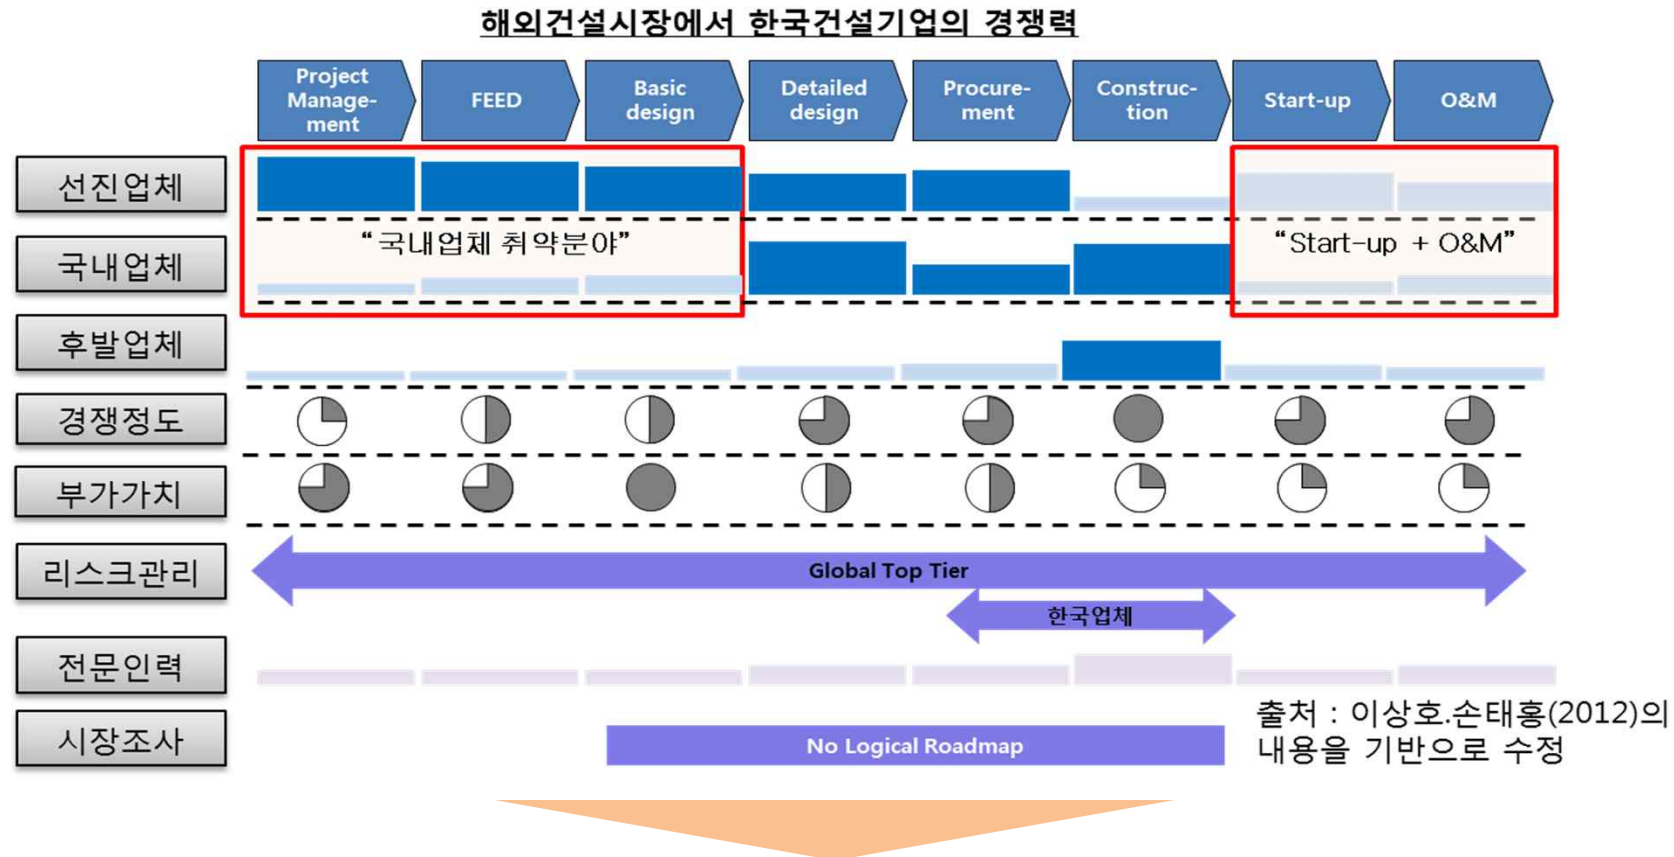 해외건설시장에서 한국건설기업의 경쟁력
Project
Manage-
ment
FEED
Basic
design
Detailed
design
Procure-
ment
Construc-
tion
Start-up
O&M
선진업체
“국내업체 취약분야”
“Start-up + O&M”
국내업체
후발업체
경쟁정도
부가가치
리스크관리
Global Top Tier
한국업체
전문인력
시장조사
No Logical Roadmap
출처 : 이상호.손태홍(2012)의
내용을 기반으로 수정